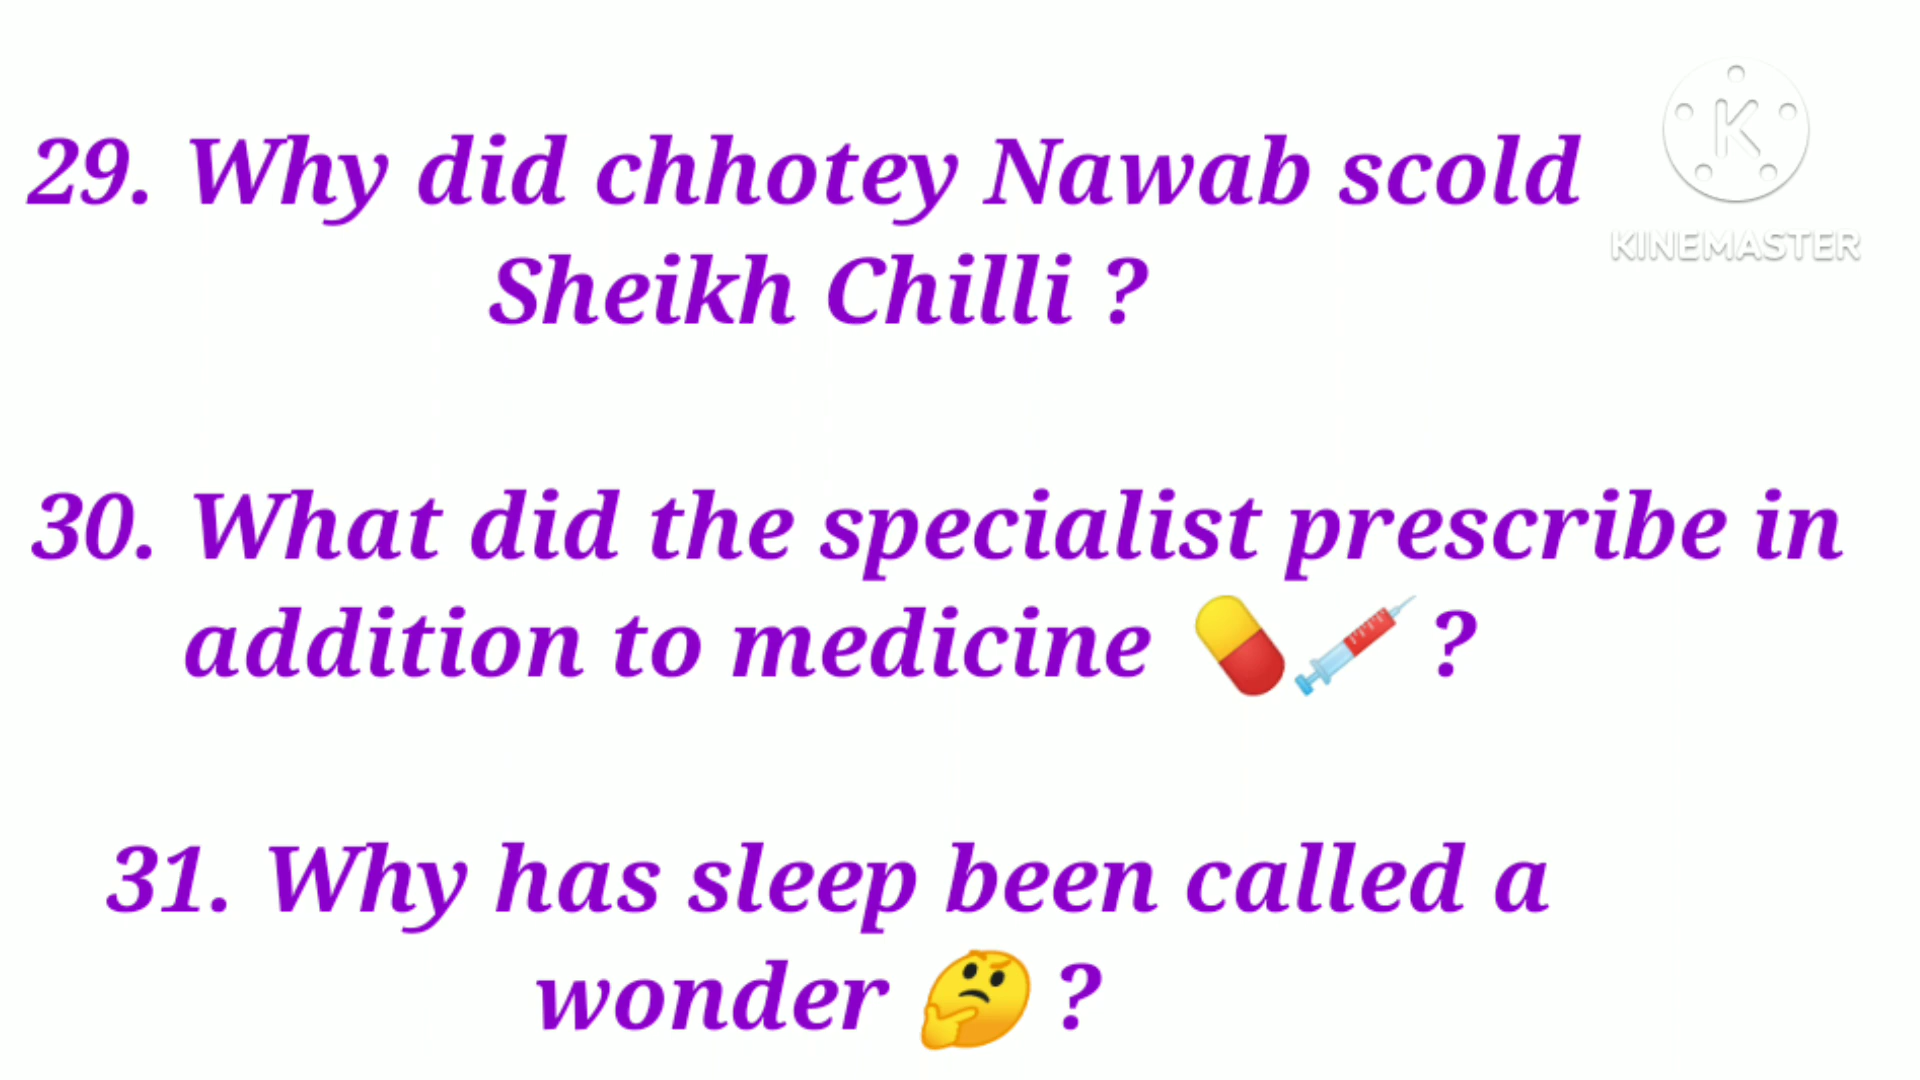 29. Why did chhotey Nawab scold
Sheikh Chilli ?
K
KINEMASTER
30. What did the specialist prescribe in
addition to medicine 💊💉 ?
31. Why has sleep been called a
wonder 🤔 ?